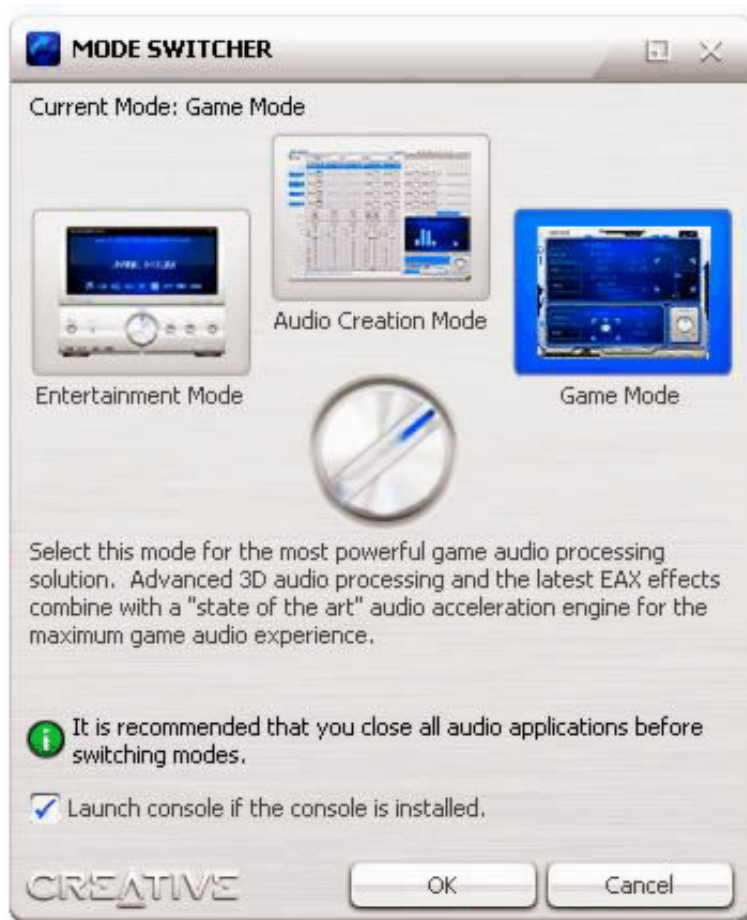 MODE SWITCHER
Current Mode: Game Mode
Audio Creation Mode
Entertainment Mode
Game Mode
Select this mode for the most powerful game audio processing
solution. Advanced 3D audio processing and the latest EAX effects
combine with a "state of the art" audio acceleration engine for the
maximum game audio experience.
It is recommended that you close all audio applications before
switching modes.
Launch console if the console is installed.
CREATIVE
OK
Cancel